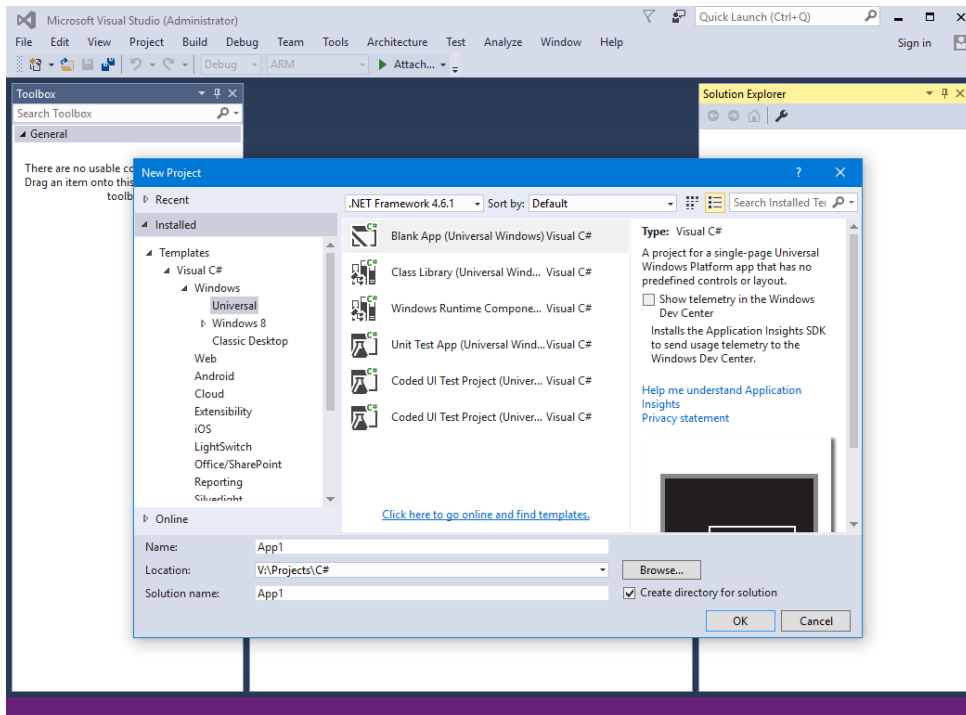 Microsoft Visual Studio (Administrator)
Quick Launch (Ctrl+Q)
File Edit View Project Build Debug Team Tools Architecture Test Analyze Window Help
Sign in
Debug ARM Attach...
Toolbox
Search Toolbox
General
There are no usable
Drag an item onto this
Solution Explorer
New Project
?
Recent
Installed
.NET Framework 4.6.1 Sort by: Default
Search Installed
Templates
Visual C#
Windows
Universal
Windows 8
Classic Desktop
Web
Android
Cloud
Extensibility
iOS
LightSwitch
Office/SharePoint
Reporting
Silverlight
Online
Blank App (Universal Windows) Visual C#
Class Library (Universal Wind... Visual C#
Windows Runtime Compone... Visual C#
Unit Test App (Universal Wind... Visual C#
Coded UI Test Project (Univer... Visual C#
Coded UI Test Project (Univer... Visual C#
Click here to go online and find templates.
Type: Visual C#
A project for a single-page Universal
Windows Platform app that has no
predefined controls or layout.
Show telemetry in the Windows
Dev Center
Installs the Application Insights SDK
to send usage telemetry to the
Windows Dev Center.
Help me understand Application
Insights
Privacy statement
Name: App1
Location: V:\Projects\C#
Browse...
Solution name: App1
Create directory for solution
OK Cancel